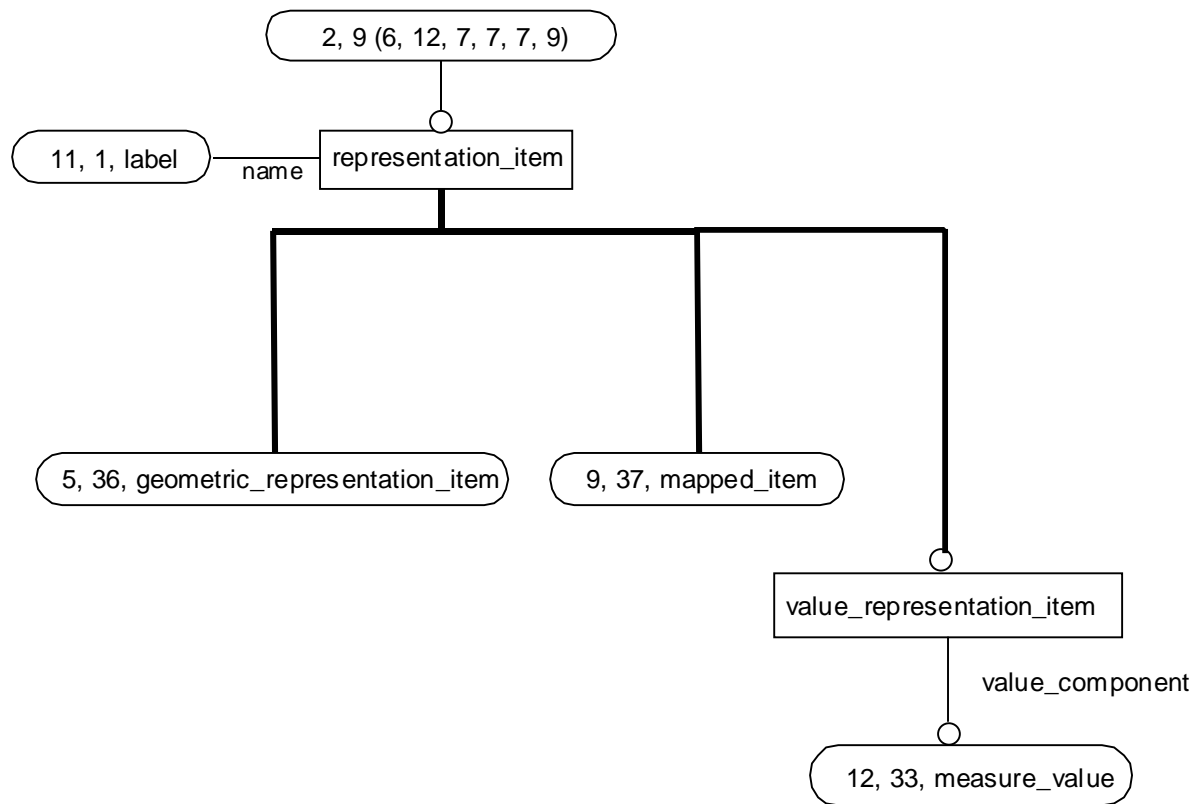 2, 9 (6, 12, 7, 7, 7, 9)
11, 1, label
name
representation_item
5, 36, geometric_representation_item
9, 37, mapped_item
value_representation_item
value_component
12, 33, measure_value